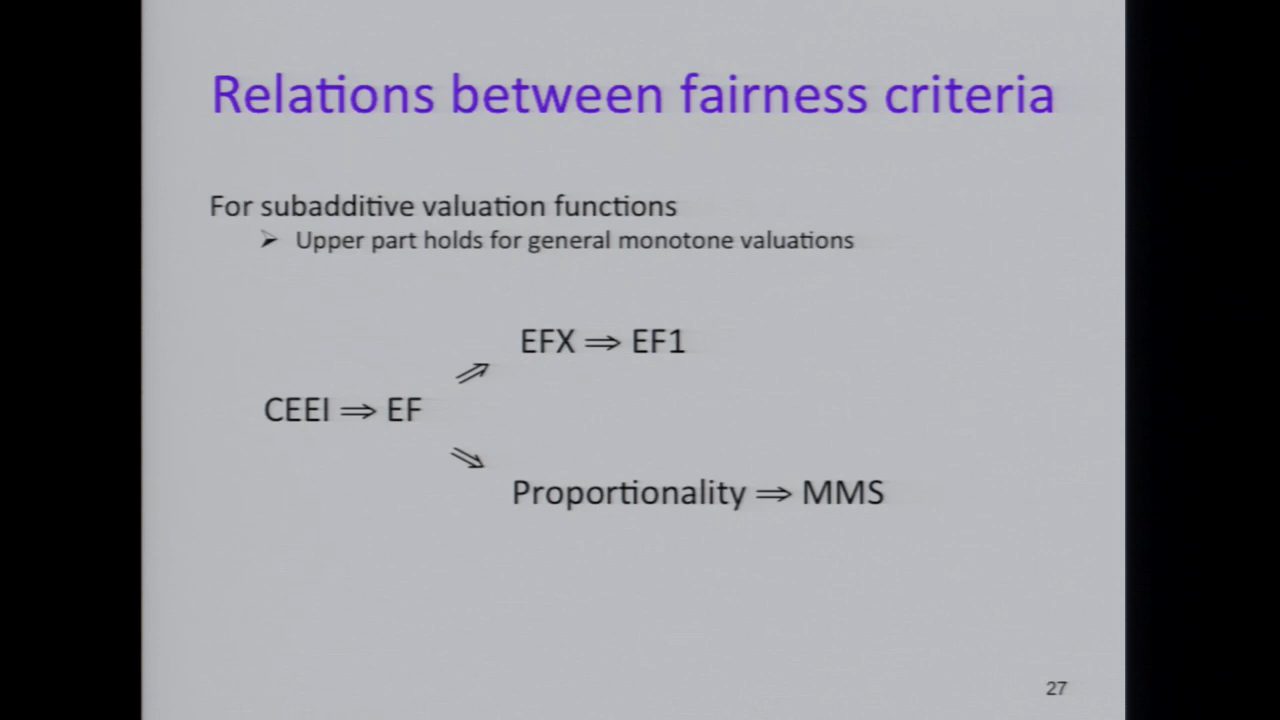 Relations between fairness criteria
For subadditive valuation functions
➢ Upper part holds for general monotone valuations
EFX ⇒ EF1
⇗
CEEI ⇒ EF
⇘
Proportionality ⇒ MMS
27